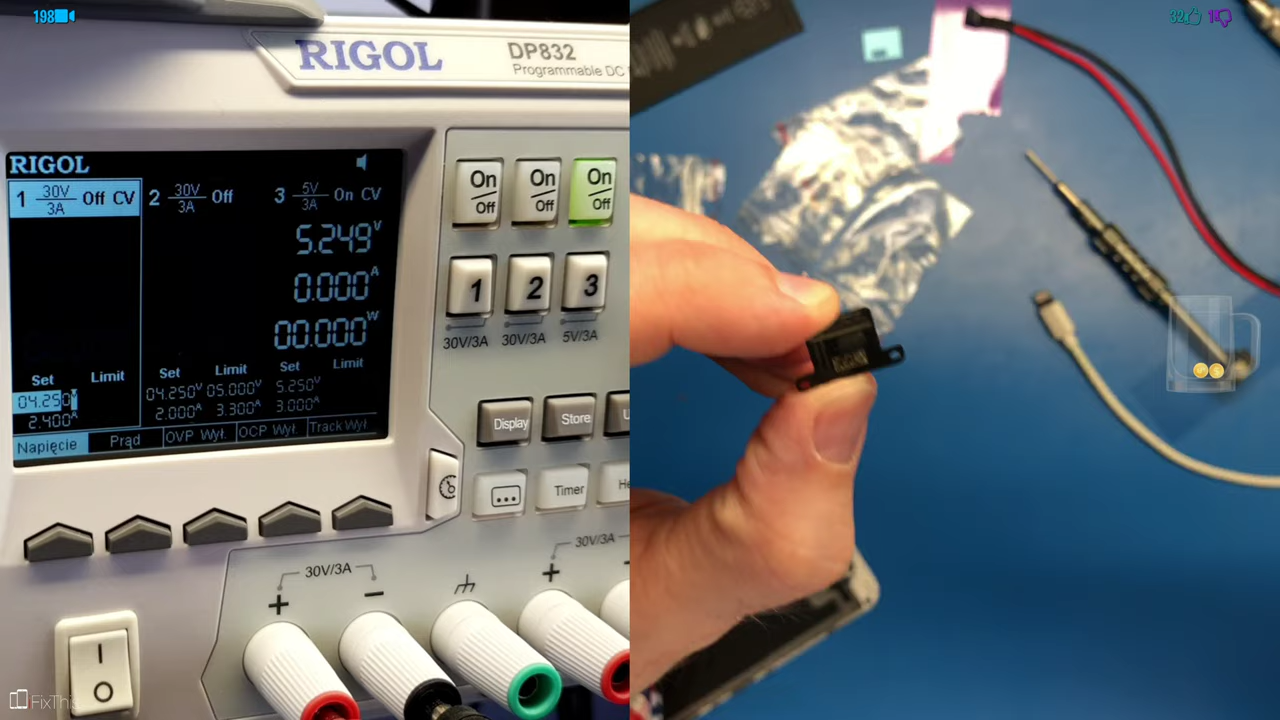 198
RIGOL
DP832
Programmable DC
RIGOL
1 30V/3A Off CV
2 30V/3A Off
3 5V/3A On CV
5.249V
0.000A
00.000W
Set Limit Set Limit Set Limit
04.250V 04.250V 05.000V 5.250V
2.400A 2.000A 3.300A 3.000A
Napięcie Prąd OVP Wył. OCP Wył. Track Wył
On/Off On/Off On/Off
1 2 3
30V/3A 30V/3A 5V/3A
Display Store
Timer
30V/3A
+ −
30V/3A
+
I
O
FixThis
32 1